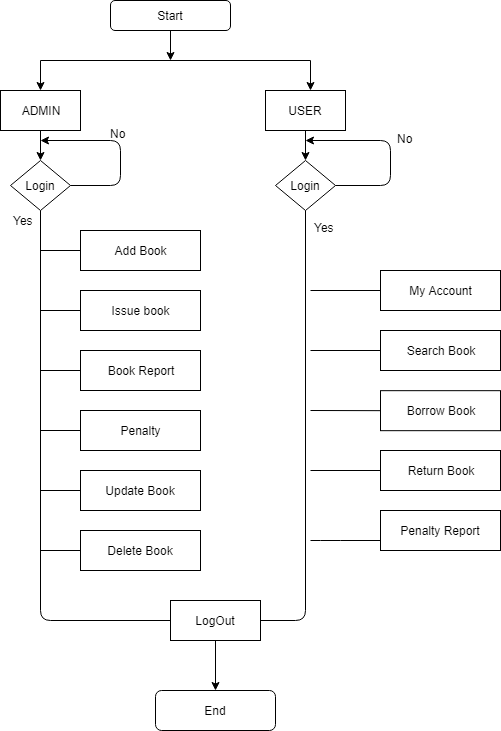 Start
ADMIN
USER
No
No
Login
Login
Yes
Yes
Add Book
Issue book
Book Report
Penalty
Update Book
Delete Book
My Account
Search Book
Borrow Book
Return Book
Penalty Report
LogOut
End